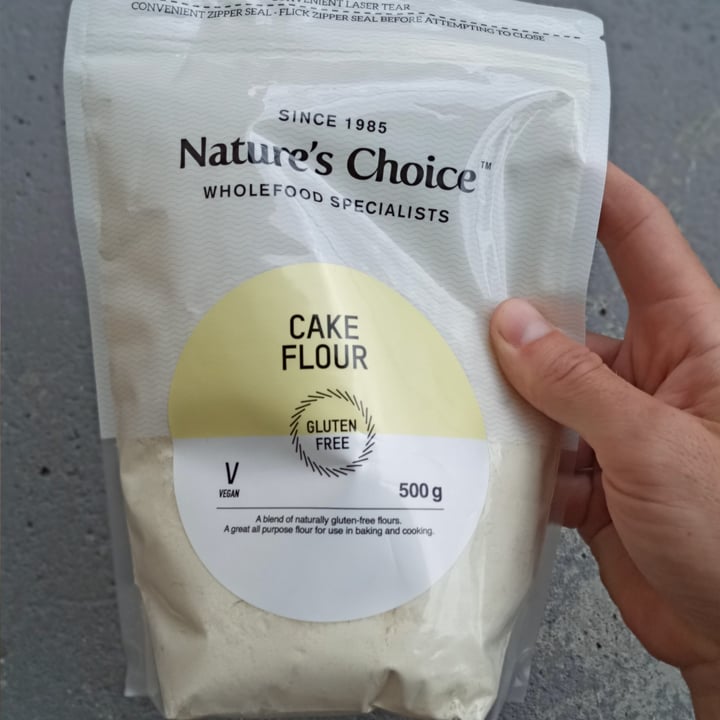 CONVENIENT LASER TEAR
CONVENIENT ZIPPER SEAL - FLICK ZIPPER SEAL BEFORE ATTEMPTING TO CLOSE
SINCE 1985
Nature's Choice™
WHOLEFOOD SPECIALISTS
CAKE
FLOUR
GLUTEN
FREE
V
VEGAN
500 g
A blend of naturally gluten-free flours.
A great all purpose flour for use in baking and cooking.